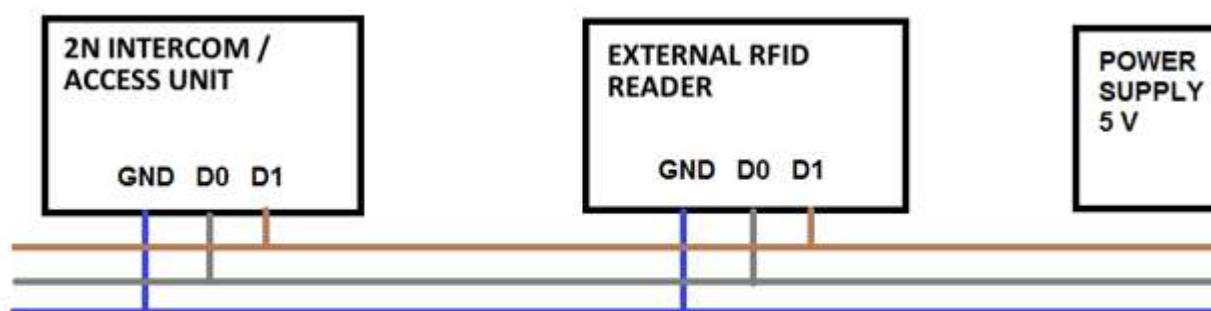 2N INTERCOM /
ACCESS UNIT
GND D0 D1
EXTERNAL RFID
READER
GND D0 D1
POWER
SUPPLY
5 V